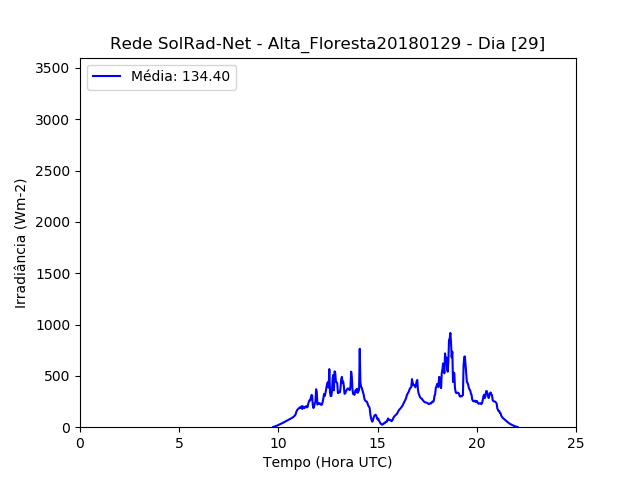 Rede SolRad-Net - Alta_Floresta20180129 - Dia [29]
Média: 134.40
3500
3000
2500
2000
1500
1000
500
0
Irradiância (Wm-2)
0 5 10 15 20 25
Tempo (Hora UTC)